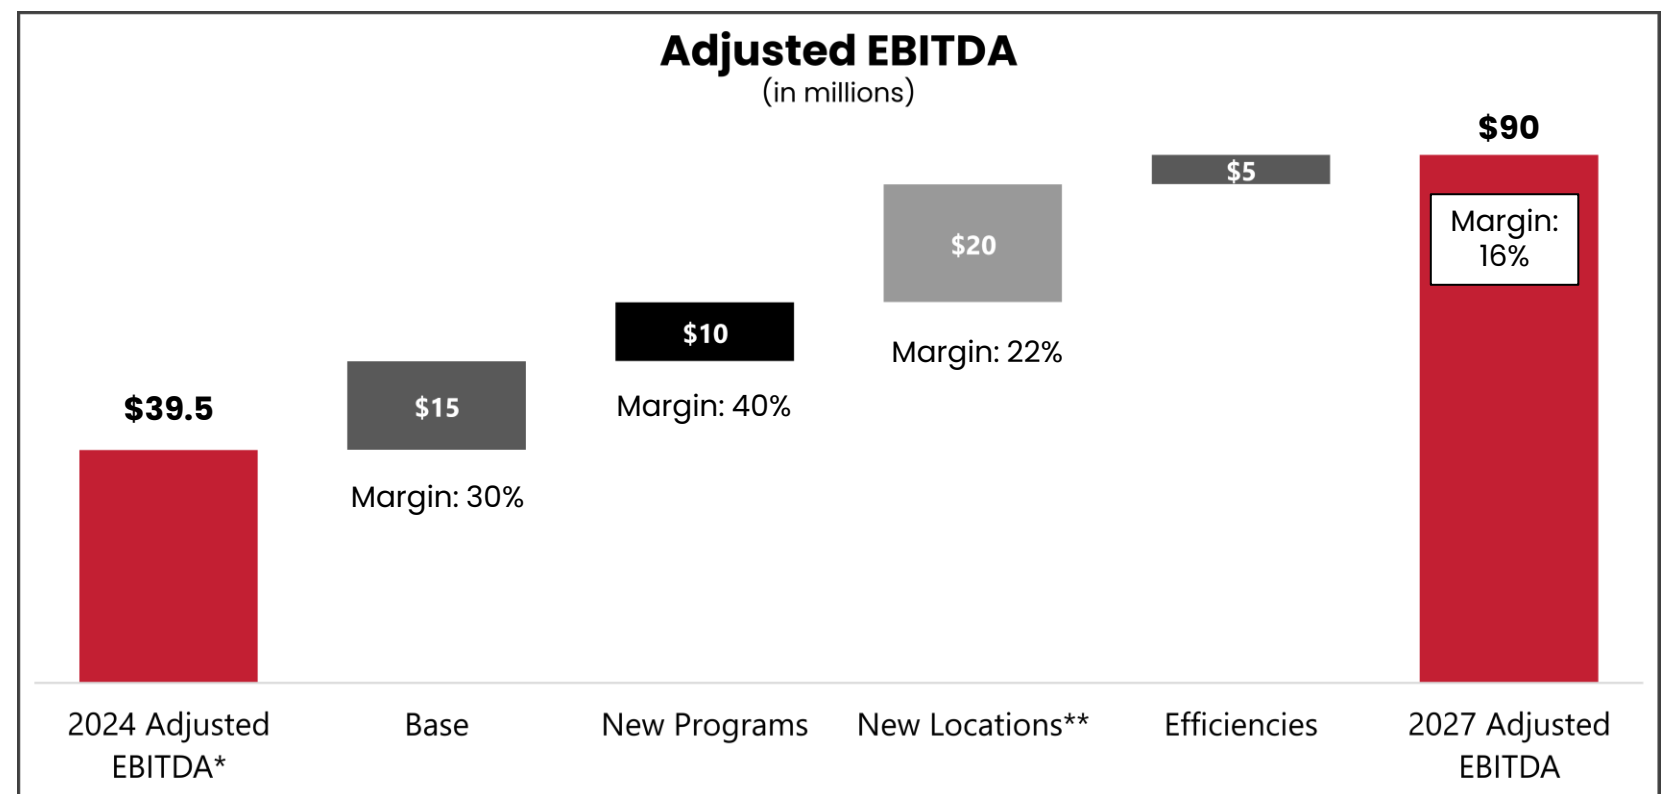 Adjusted EBITDA
(in millions)
$90
$5
Margin:
16%
$20
$10
Margin: 22%
$39.5
$15
Margin: 40%
Margin: 30%
2024 Adjusted
EBITDA*
Base
New Programs
New Locations**
Efficiencies
2027 Adjusted
EBITDA